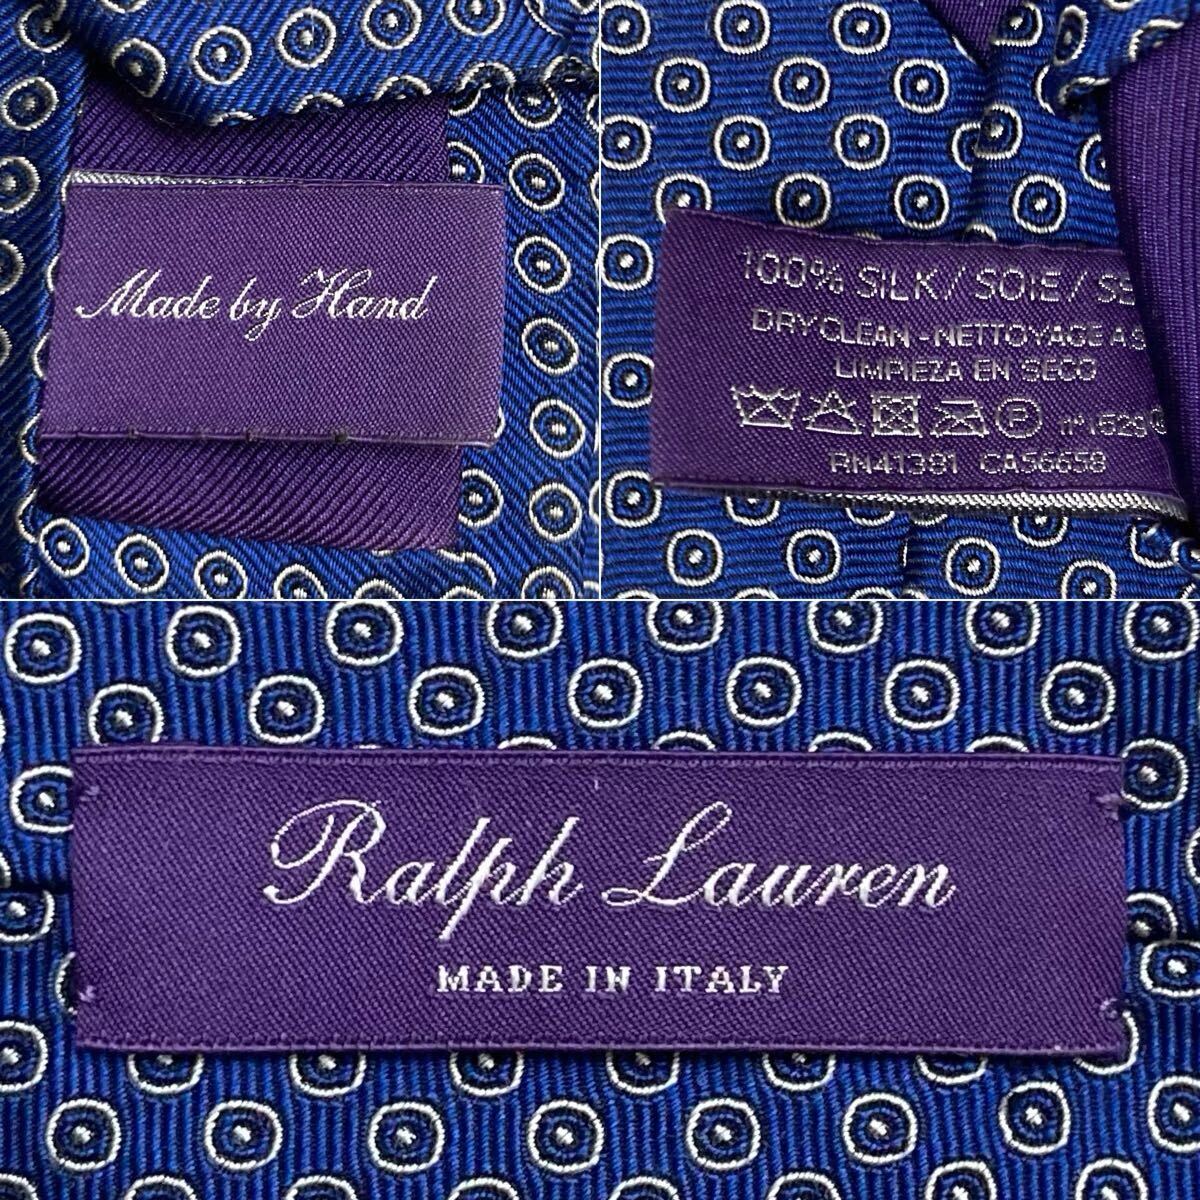 Made by Hand
100% SILK / SOIE / SE
DRY CLEAN - NETTOYAGE A S
LIMPIEZA EN SECO
P
RN41381 CA56658
Ralph Lauren
MADE IN ITALY